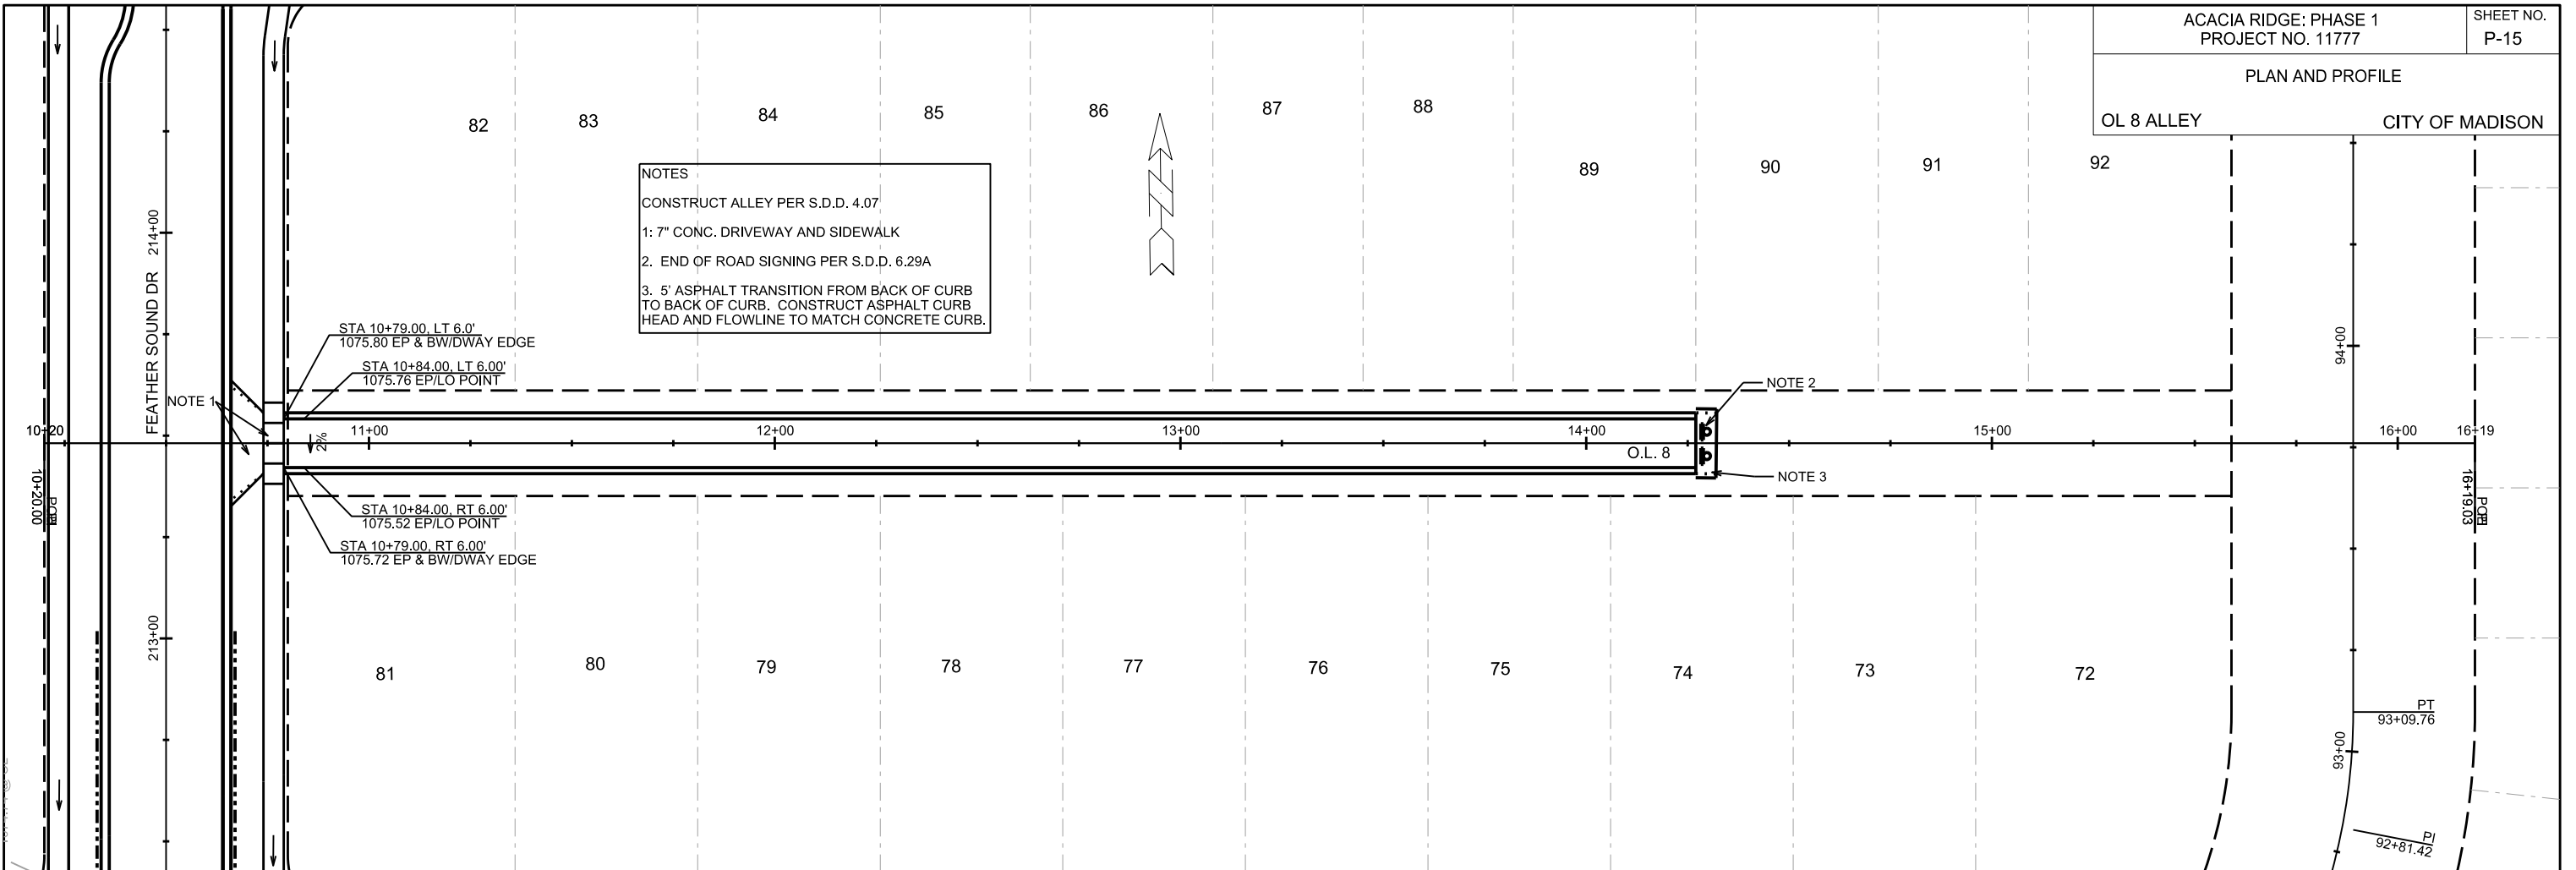 ACACIA RIDGE: PHASE 1
PROJECT NO. 11777
SHEET NO.
P-15
PLAN AND PROFILE
OL 8 ALLEY
CITY OF MADISON
82
83
84
85
86
87
88
89
90
91
92
NOTES
CONSTRUCT ALLEY PER S.D.D. 4.07
1: 7" CONC. DRIVEWAY AND SIDEWALK
2. END OF ROAD SIGNING PER S.D.D. 6.29A
3. 5' ASPHALT TRANSITION FROM BACK OF CURB
TO BACK OF CURB. CONSTRUCT ASPHALT CURB
HEAD AND FLOWLINE TO MATCH CONCRETE CURB.
FEATHER SOUND DR
214+00
213+00
STA 10+79.00, LT 6.0'
1075.80 EP & BW/DWAY EDGE
STA 10+84.00, LT 6.00'
1075.76 EP/LO POINT
NOTE 1
NOTE 2
10+20
11+00
12+00
13+00
14+00
15+00
16+00
16+19
2%
O.L. 8
NOTE 3
10+20.00
16+19.03
STA 10+84.00, RT 6.00'
1075.52 EP/LO POINT
STA 10+79.00, RT 6.00'
1075.72 EP & BW/DWAY EDGE
94+00
93+00
81
80
79
78
77
76
75
74
73
72
PT
93+09.76
PI
92+81.42